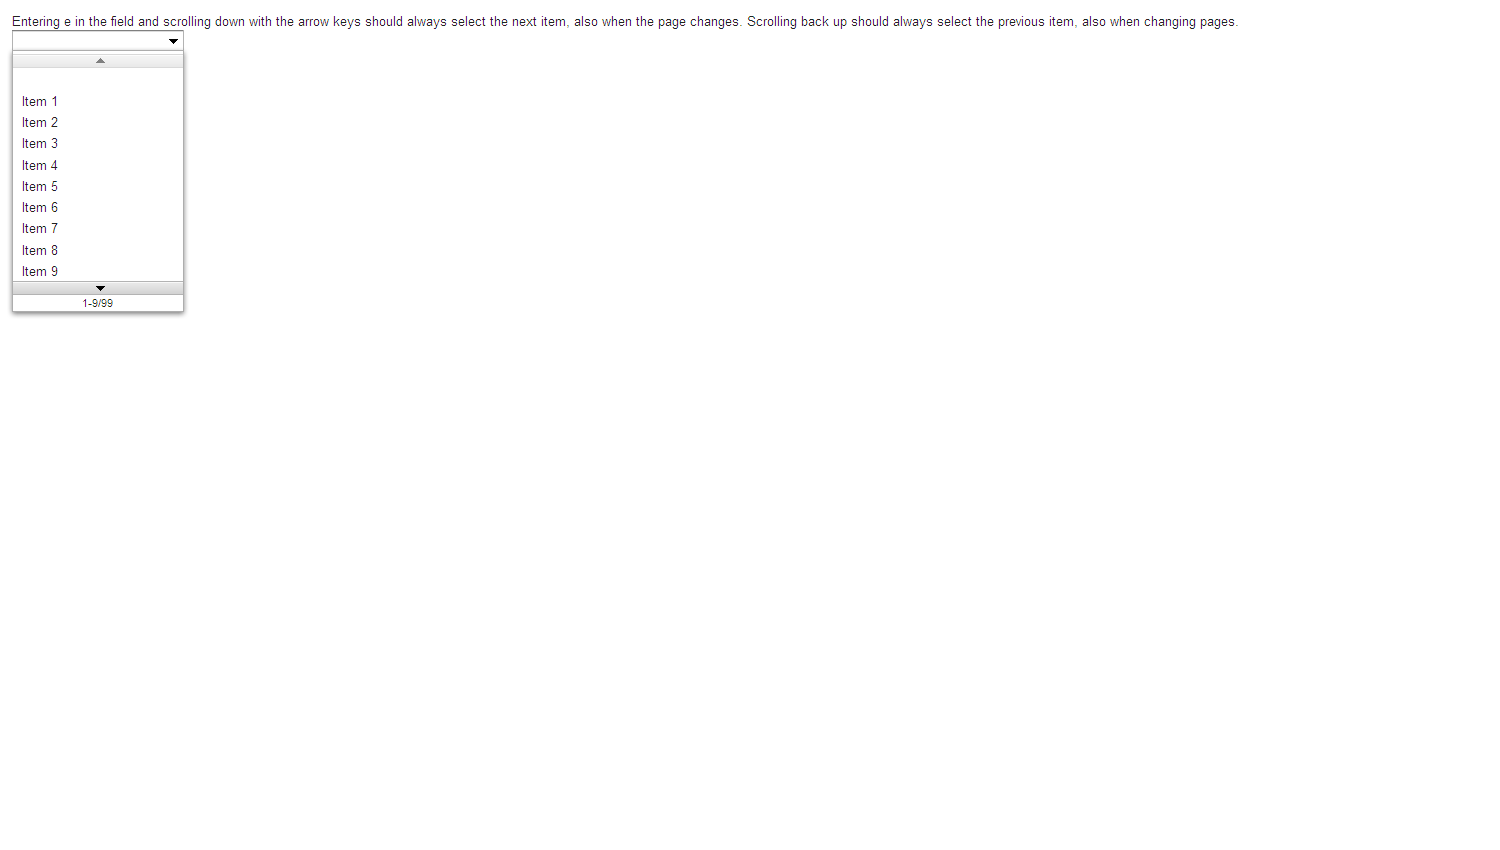 Entering e in the field and scrolling down with the arrow keys should always select the next item, also when the page changes. Scrolling back up should always select the previous item, also when changing pages.
Item 1
Item 2
Item 3
Item 4
Item 5
Item 6
Item 7
Item 8
Item 9
1-9/99